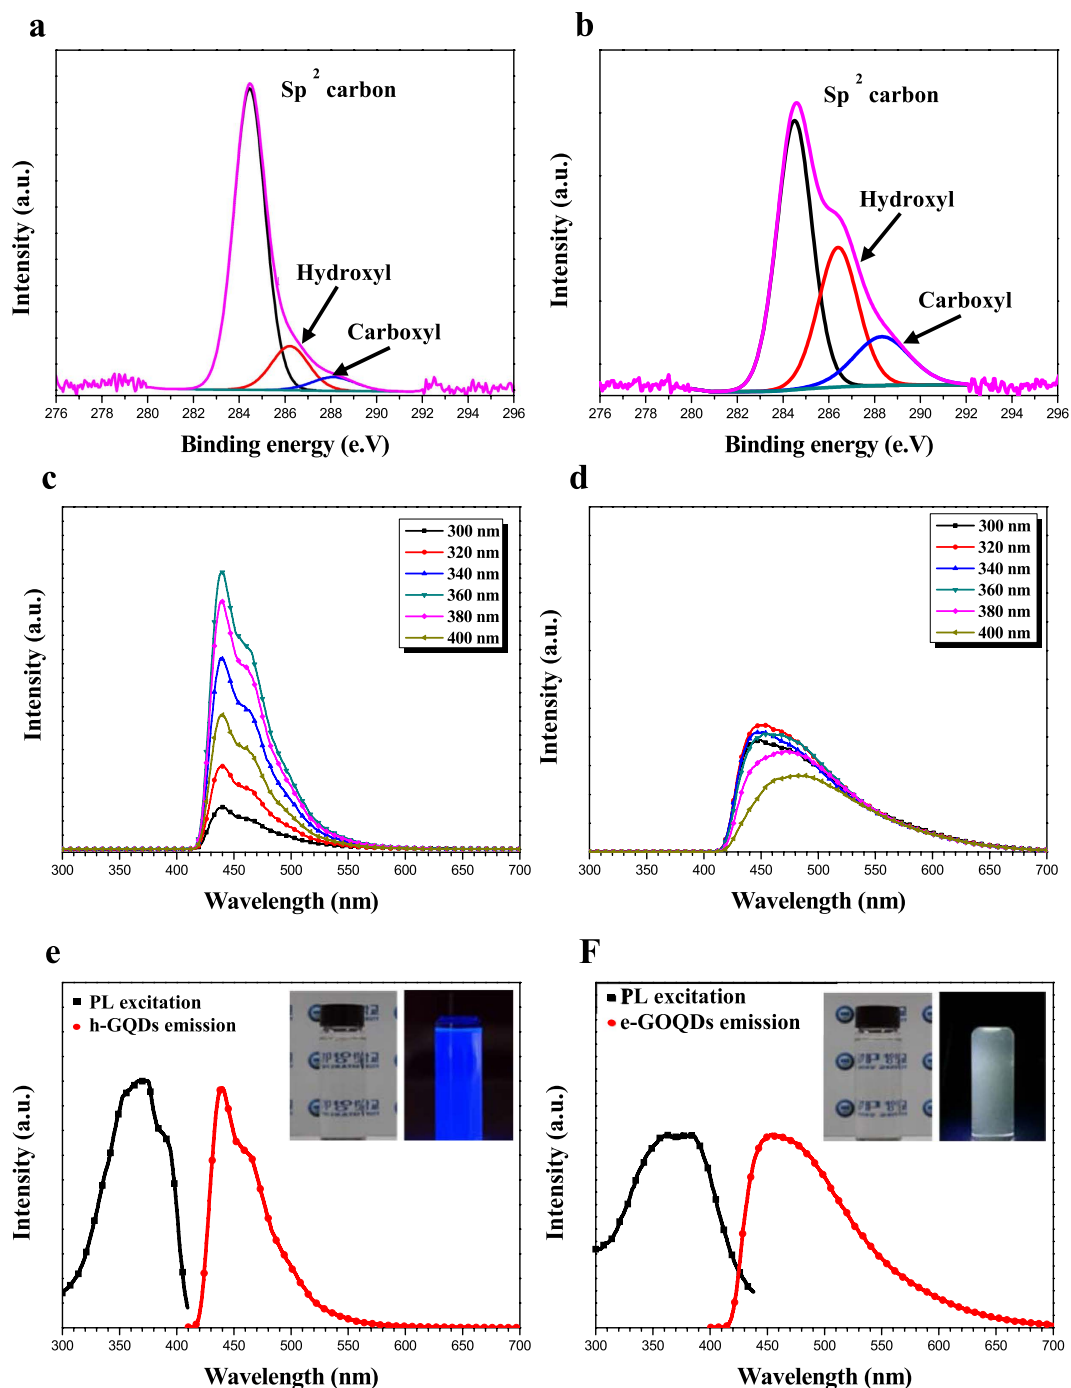 a
Sp 2 carbon
Hydroxyl
Carboxyl
Intensity (a.u.)
276 278 280 282 284 286 288 290 292 294 296
Binding energy (e.V)
b
Sp 2 carbon
Hydroxyl
Carboxyl
Intensity (a.u.)
276 278 280 282 284 286 288 290 292 294 296
Binding energy (e.V)
c
300 nm
320 nm
340 nm
360 nm
380 nm
400 nm
Intensity (a.u.)
300 350 400 450 500 550 600 650 700
Wavelength (nm)
d
300 nm
320 nm
340 nm
360 nm
380 nm
400 nm
Intensity (a.u.)
300 350 400 450 500 550 600 650 700
Wavelength (nm)
e
PL excitation
h-GQDs emission
Intensity (a.u.)
300 350 400 450 500 550 600 650 700
Wavelength (nm)
F
PL excitation
e-GOQDs emission
Intensity (a.u.)
300 350 400 450 500 550 600 650 700
Wavelength (nm)